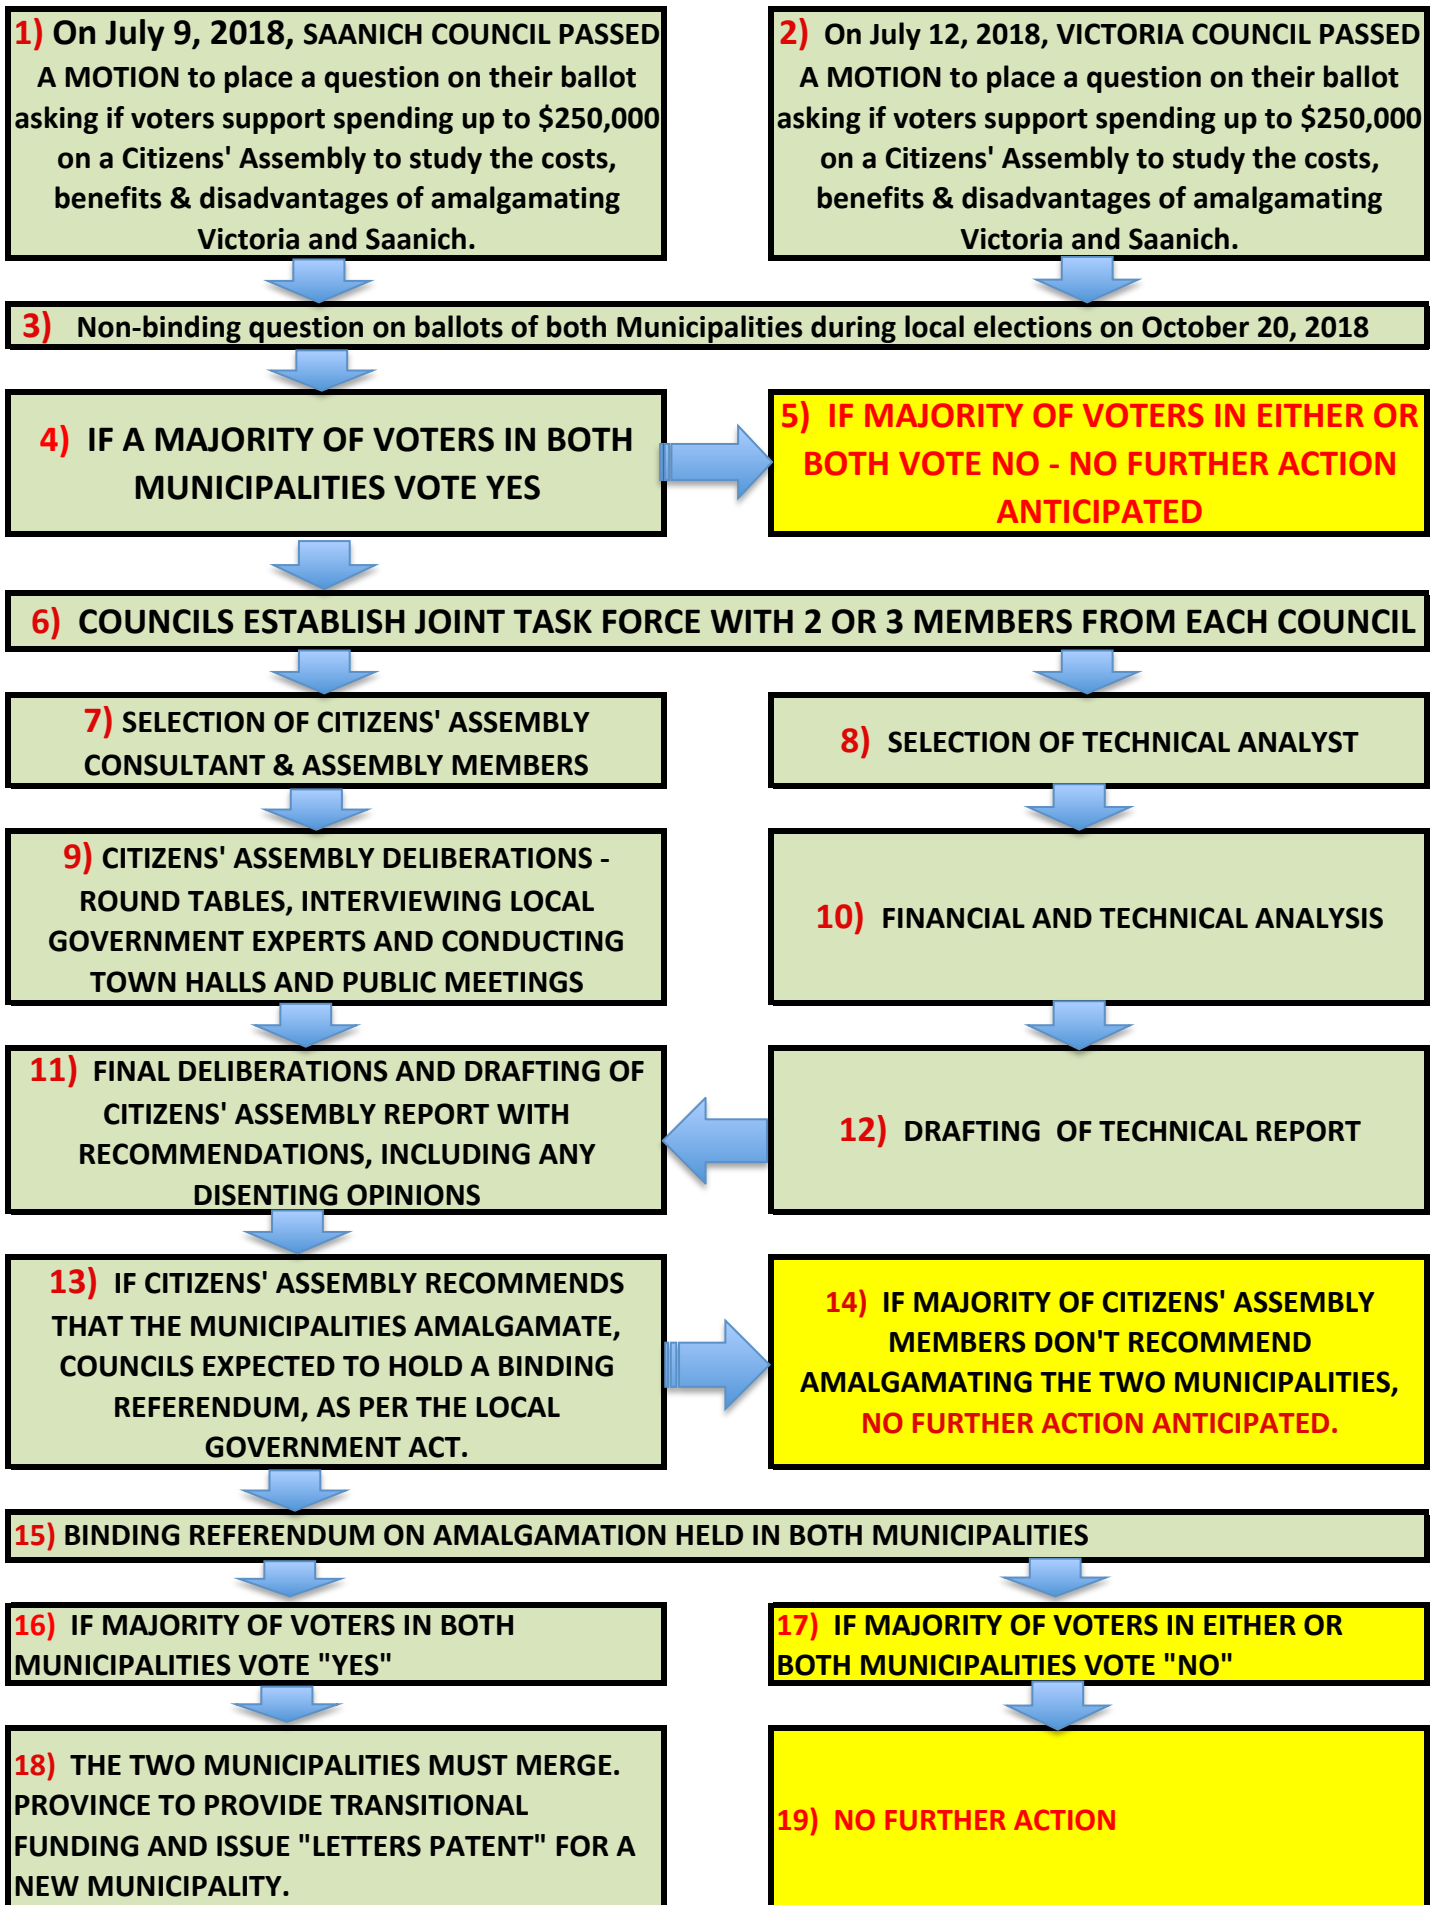 1) On July 9, 2018, SAANICH COUNCIL PASSED
A MOTION to place a question on their ballot
asking if voters support spending up to $250,000
on a Citizens' Assembly to study the costs,
benefits & disadvantages of amalgamating
Victoria and Saanich.
2) On July 12, 2018, VICTORIA COUNCIL PASSED
A MOTION to place a question on their ballot
asking if voters support spending up to $250,000
on a Citizens' Assembly to study the costs,
benefits & disadvantages of amalgamating
Victoria and Saanich.
3) Non-binding question on ballots of both Municipalities during local elections on October 20, 2018
4) IF A MAJORITY OF VOTERS IN BOTH
MUNICIPALITIES VOTE YES
5) IF MAJORITY OF VOTERS IN EITHER OR
BOTH VOTE NO - NO FURTHER ACTION
ANTICIPATED
6) COUNCILS ESTABLISH JOINT TASK FORCE WITH 2 OR 3 MEMBERS FROM EACH COUNCIL
7) SELECTION OF CITIZENS' ASSEMBLY
CONSULTANT & ASSEMBLY MEMBERS
8) SELECTION OF TECHNICAL ANALYST
9) CITIZENS' ASSEMBLY DELIBERATIONS -
ROUND TABLES, INTERVIEWING LOCAL
GOVERNMENT EXPERTS AND CONDUCTING
TOWN HALLS AND PUBLIC MEETINGS
10) FINANCIAL AND TECHNICAL ANALYSIS
11) FINAL DELIBERATIONS AND DRAFTING OF
CITIZENS' ASSEMBLY REPORT WITH
RECOMMENDATIONS, INCLUDING ANY
DISENTING OPINIONS
12) DRAFTING OF TECHNICAL REPORT
13) IF CITIZENS' ASSEMBLY RECOMMENDS
THAT THE MUNICIPALITIES AMALGAMATE,
COUNCILS EXPECTED TO HOLD A BINDING
REFERENDUM, AS PER THE LOCAL
GOVERNMENT ACT.
14) IF MAJORITY OF CITIZENS' ASSEMBLY
MEMBERS DON'T RECOMMEND
AMALGAMATING THE TWO MUNICIPALITIES,
NO FURTHER ACTION ANTICIPATED.
15) BINDING REFERENDUM ON AMALGAMATION HELD IN BOTH MUNICIPALITIES
16) IF MAJORITY OF VOTERS IN BOTH
MUNICIPALITIES VOTE "YES"
17) IF MAJORITY OF VOTERS IN EITHER OR
BOTH MUNICIPALITIES VOTE "NO"
18) THE TWO MUNICIPALITIES MUST MERGE.
PROVINCE TO PROVIDE TRANSITIONAL
FUNDING AND ISSUE "LETTERS PATENT" FOR A
NEW MUNICIPALITY.
19) NO FURTHER ACTION